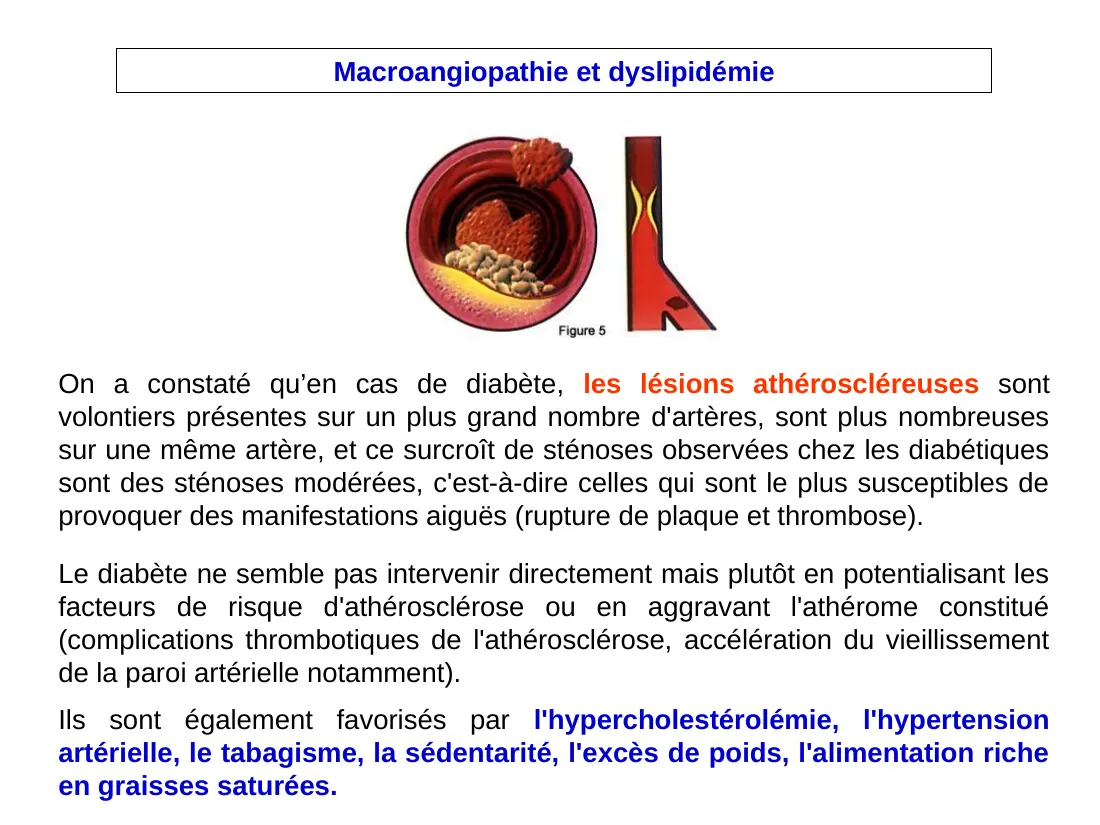 Macroangiopathie et dyslipidémie
Figure 5
On a constaté qu’en cas de diabète, les lésions athéroscléreuses sont
volontiers présentes sur un plus grand nombre d'artères, sont plus nombreuses
sur une même artère, et ce surcroît de sténoses observées chez les diabétiques
sont des sténoses modérées, c'est-à-dire celles qui sont le plus susceptibles de
provoquer des manifestations aiguës (rupture de plaque et thrombose).
Le diabète ne semble pas intervenir directement mais plutôt en potentialisant les
facteurs de risque d'athérosclérose ou en aggravant l'athérome constitué
(complications thrombotiques de l'athérosclérose, accélération du vieillissement
de la paroi artérielle notamment).
Ils sont également favorisés par l'hypercholestérolémie, l'hypertension
artérielle, le tabagisme, la sédentarité, l'excès de poids, l'alimentation riche
en graisses saturées.